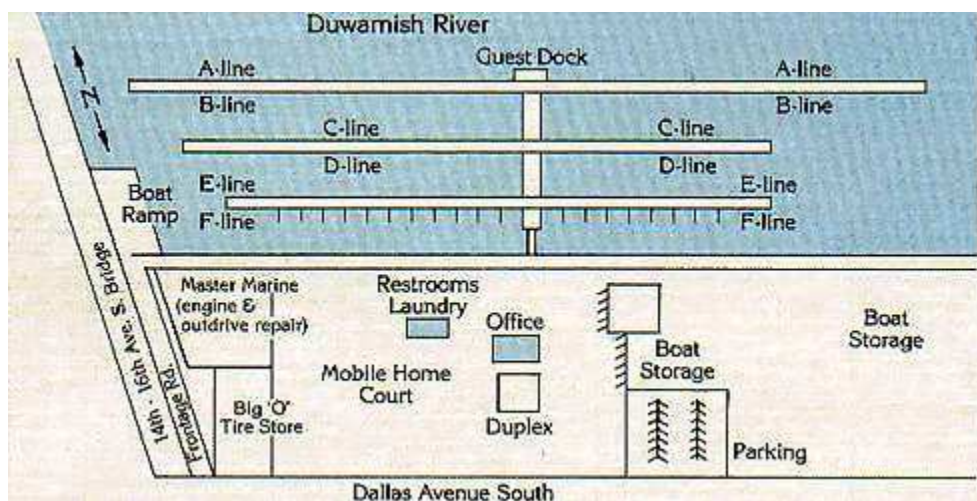 Duwamish River
Guest Dock
A-line
A-line
B-line
B-line
C-line
C-line
D-line
D-line
E-line
E-line
F-line
F-line
N
Boat
Ramp
14th, 16th Ave. S. Bridge
Frontage Rd.
Master Marine
(engine &
outdrive repair)
Restrooms
Laundry
Office
Boat
Storage
Boat
Storage
Mobile Home
Court
Big 'O'
Tire Store
Duplex
Parking
Dallas Avenue South